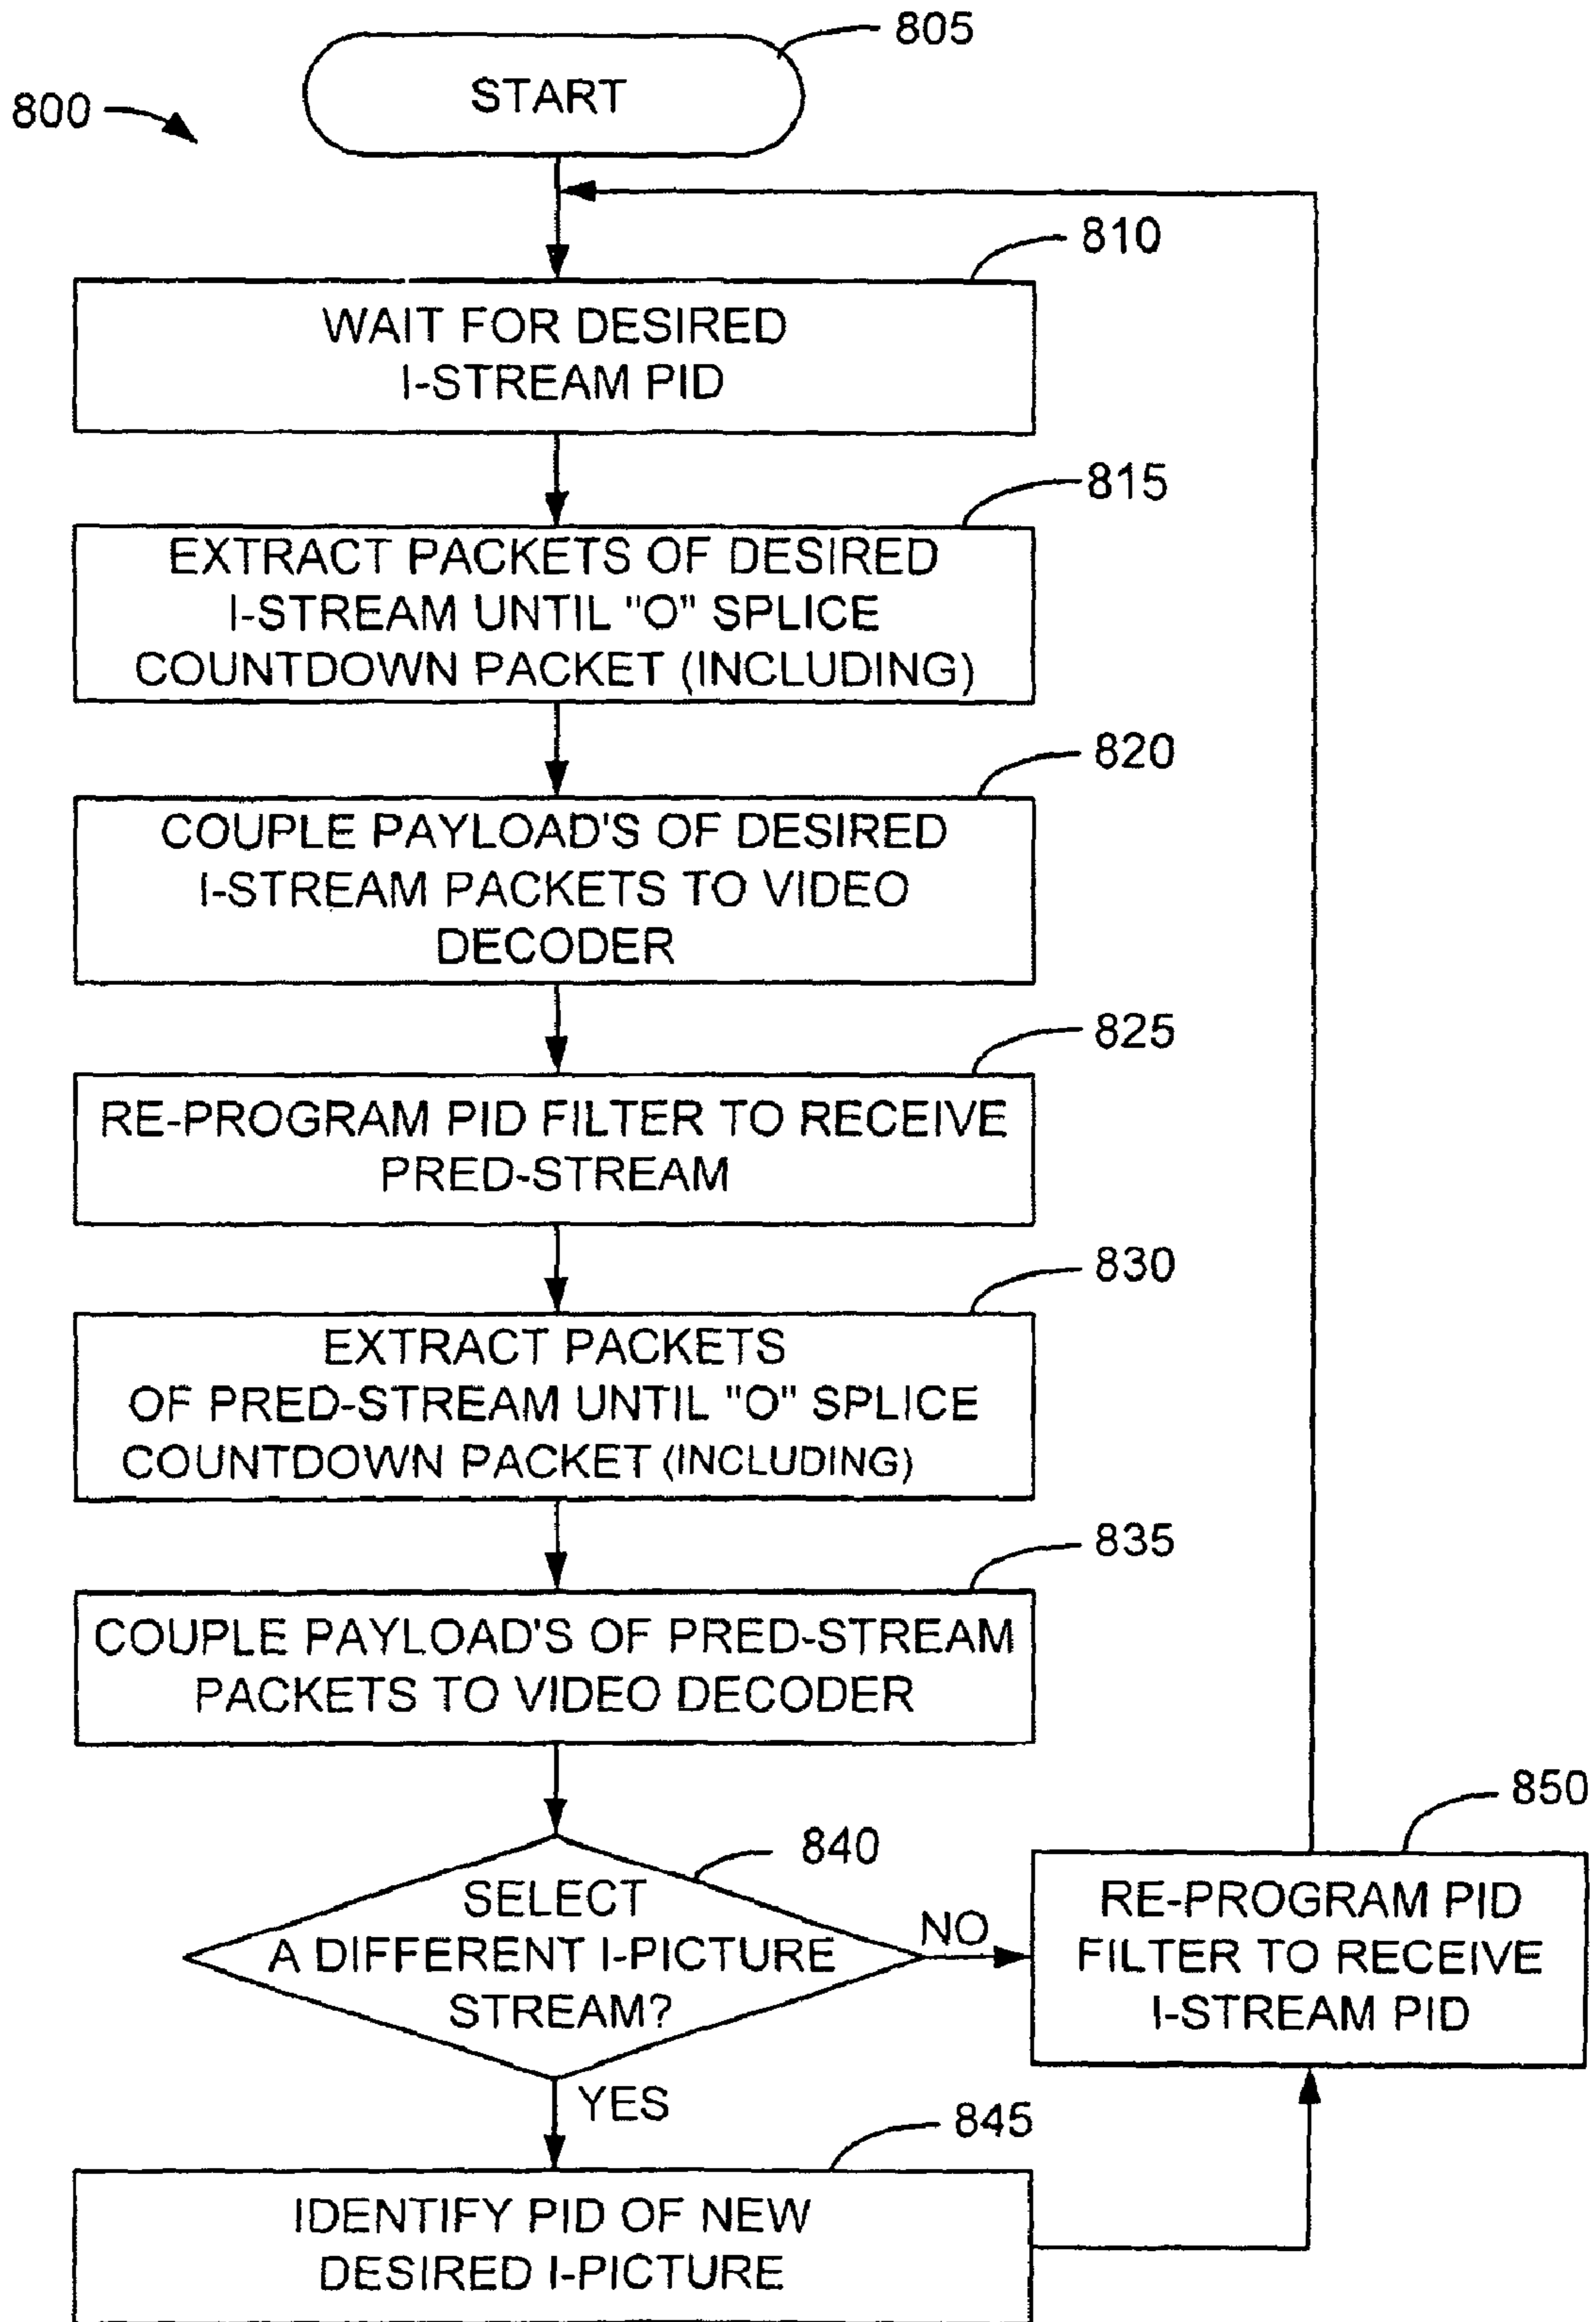 805
START
800
810
WAIT FOR DESIRED
I-STREAM PID
815
EXTRACT PACKETS OF DESIRED
I-STREAM UNTIL "O" SPLICE
COUNTDOWN PACKET (INCLUDING)
820
COUPLE PAYLOAD'S OF DESIRED
I-STREAM PACKETS TO VIDEO
DECODER
825
RE-PROGRAM PID FILTER TO RECEIVE
PRED-STREAM
830
EXTRACT PACKETS
OF PRED-STREAM UNTIL "O" SPLICE
COUNTDOWN PACKET (INCLUDING)
835
COUPLE PAYLOAD'S OF PRED-STREAM
PACKETS TO VIDEO DECODER
840
SELECT
A DIFFERENT I-PICTURE
STREAM?
NO
YES
850
RE-PROGRAM PID
FILTER TO RECEIVE
I-STREAM PID
845
IDENTIFY PID OF NEW
DESIRED I-PICTURE